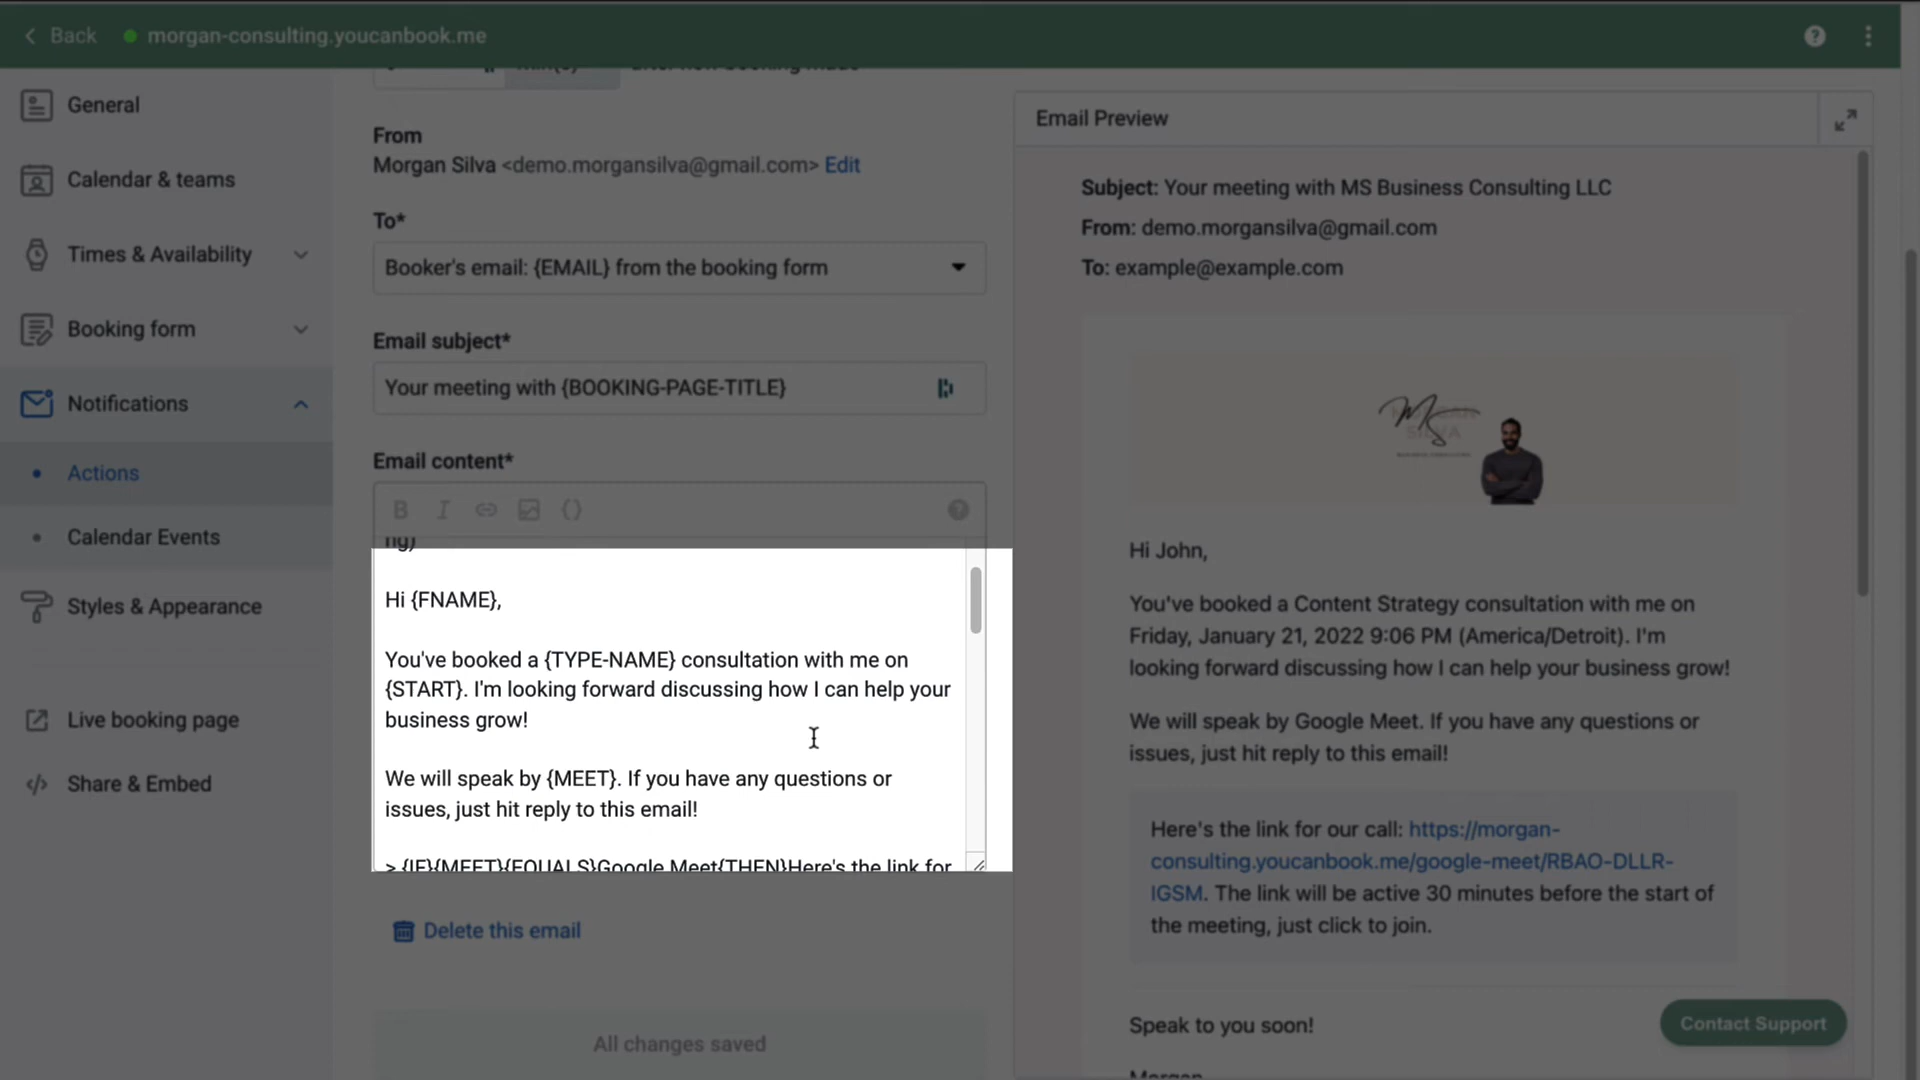 Back
morgan-consulting.youcanbook.me
General
Calendar & teams
Times & Availability
Booking form
Notifications
Actions
Calendar Events
Styles & Appearance
Live booking page
Share & Embed
From
Morgan Silva <demo.morgansilva@gmail.com> Edit
To*
Booker's email: {EMAIL} from the booking form
Email subject*
Your meeting with {BOOKING-PAGE-TITLE}
Email content*
B I {}
ng)
Hi {FNAME},
You've booked a {TYPE-NAME} consultation with me on
{START}. I'm looking forward discussing how I can help your
business grow!
We will speak by {MEET}. If you have any questions or
issues, just hit reply to this email!
> {IF}{MEET}{EQUALS}Google Meet{THEN}Here's the link for
Delete this email
All changes saved
Email Preview
Subject: Your meeting with MS Business Consulting LLC
From: demo.morgansilva@gmail.com
To: example@example.com
MS
MORGAN
SILVA
Hi John,
You've booked a Content Strategy consultation with me on
Friday, January 21, 2022 9:06 PM (America/Detroit). I'm
looking forward discussing how I can help your business grow!
We will speak by Google Meet. If you have any questions or
issues, just hit reply to this email!
Here's the link for our call: https://morgan-
consulting.youcanbook.me/google-meet/RBAO-DLLR-
IGSM. The link will be active 30 minutes before the start of
the meeting, just click to join.
Speak to you soon!
Morgan
Contact Support